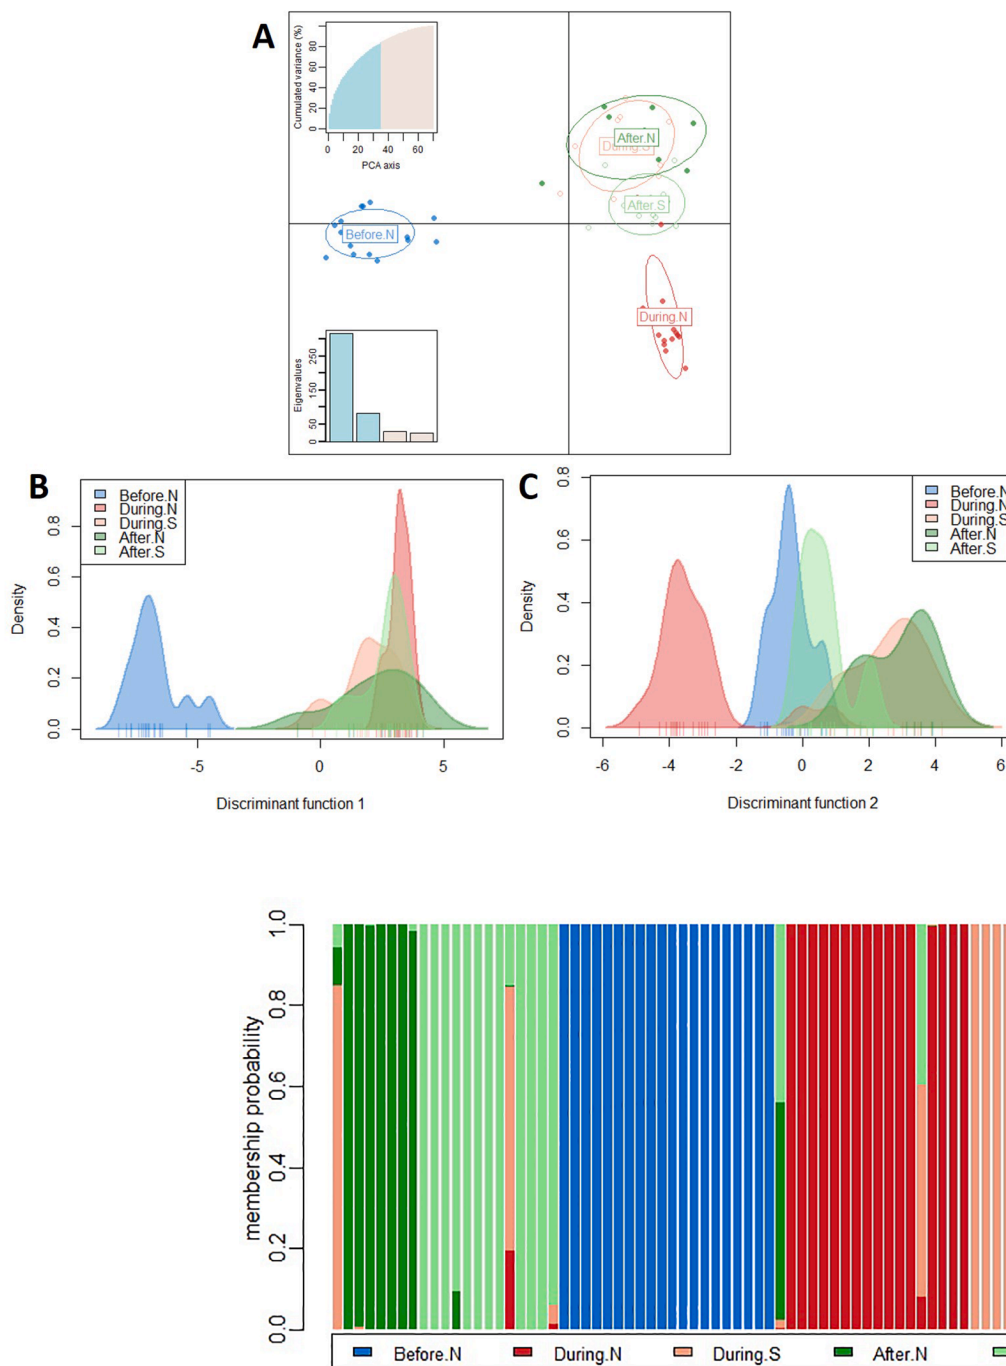 A
Cumulated variance (%)
0 20 40 60 80
0 20 40 60
PCA axis
After.N
During.S
After.S
Before.N
During.N
Eigenvalues
0 50 150 250
B
Before.N
During.N
During.S
After.N
After.S
Density
0.0 0.2 0.4 0.6 0.8
-5 0 5
Discriminant function 1
C
Before.N
During.N
During.S
After.N
After.S
Density
0.0 0.2 0.4 0.6 0.8
-6 -4 -2 0 2 4 6
Discriminant function 2
membership probability
0.0 0.2 0.4 0.6 0.8 1.0
Before.N During.N During.S After.N